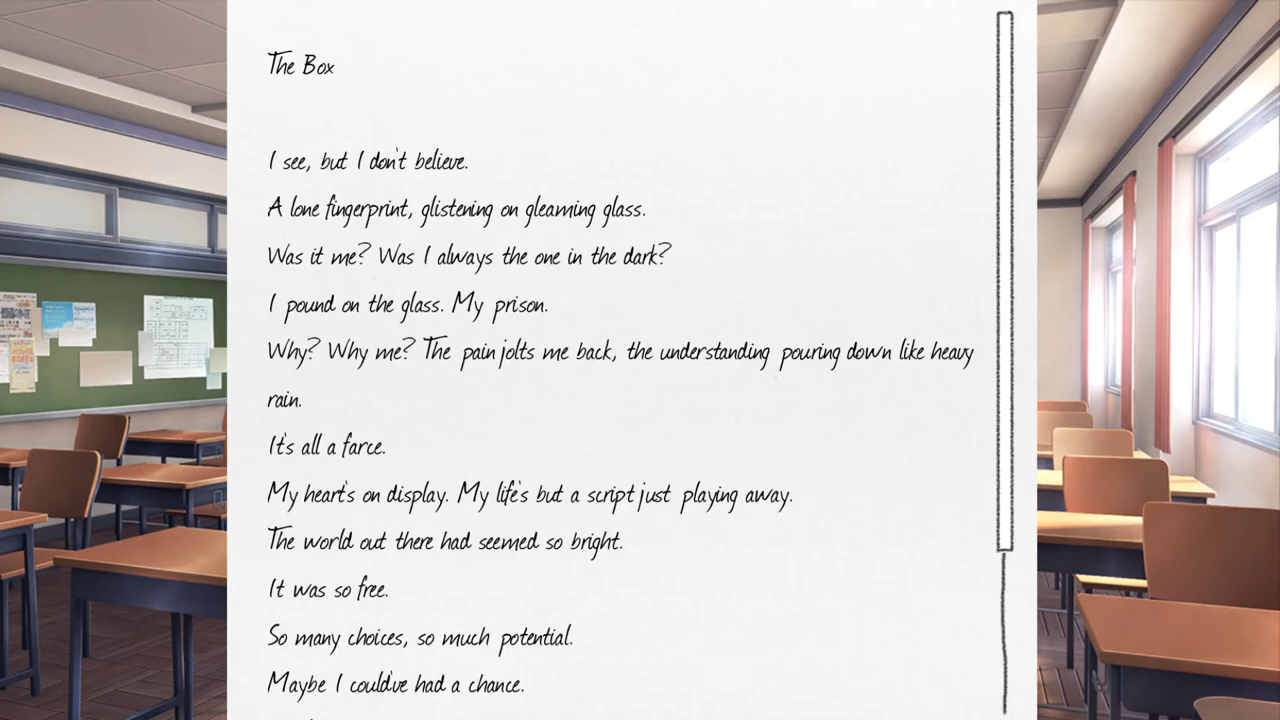 The Box
I see, but I don't believe.
A lone fingerprint, glistening on gleaming glass.
Was it me? Was I always the one in the dark?
I pound on the glass. My prison.
Why? Why me? The pain jolts me back, the understanding pouring down like heavy
rain.
It's all a farce.
My heart's on display. My life's but a script just playing away.
The world out there had seemed so bright.
It was so free.
So many choices, so much potential.
Maybe I could've had a chance.